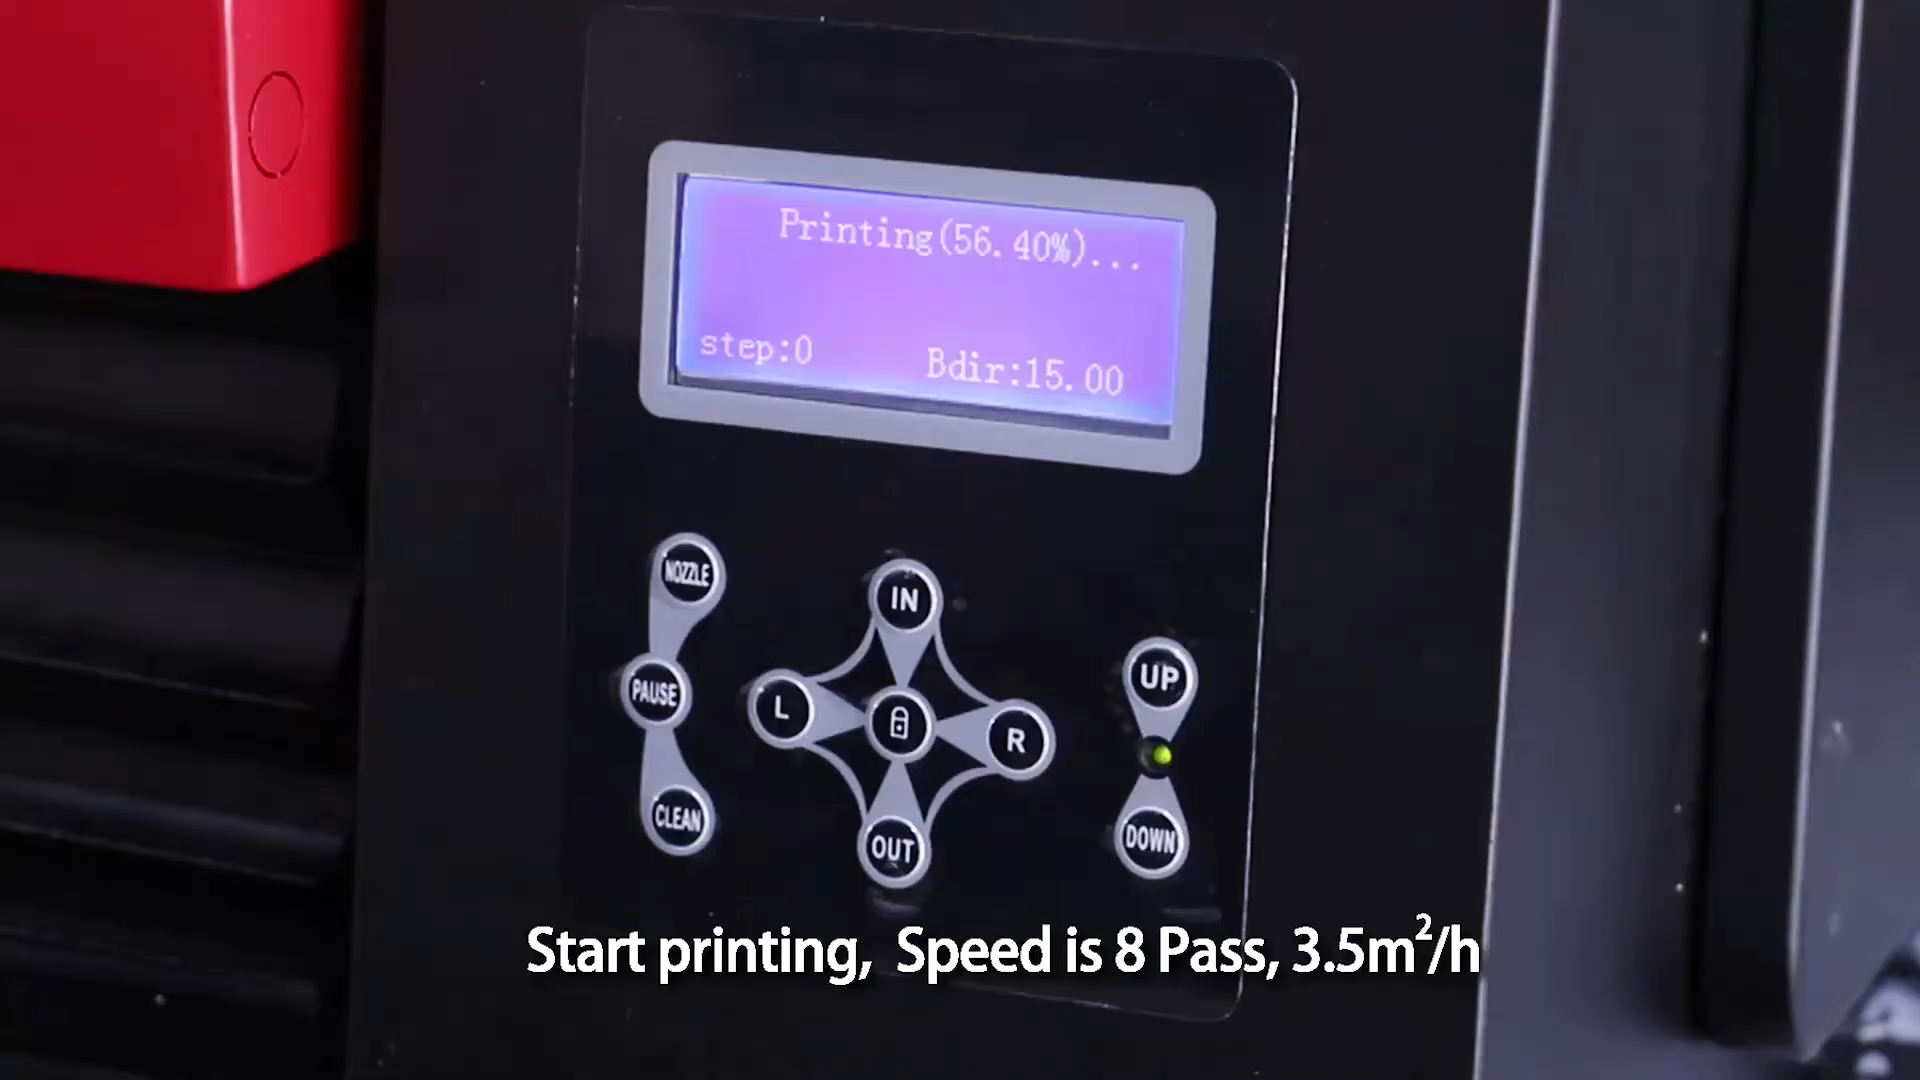 Printing(56.40%)...
step:0 Bdir:15.00
NOZZLE
IN
UP
PAUSE
L
R
CLEAN
OUT
DOWN
Start printing, Speed is 8 Pass, 3.5m²/h